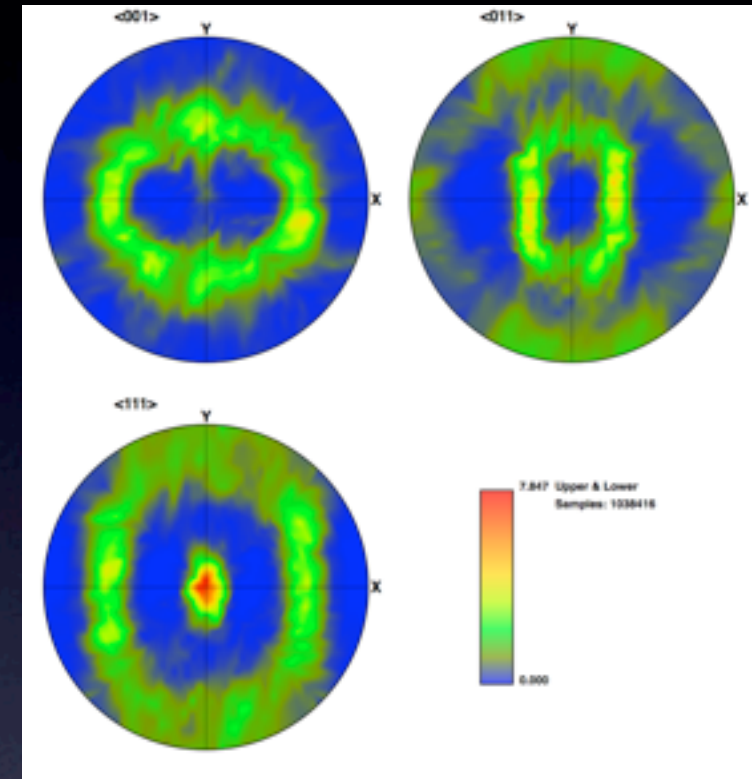 <001>
Y
X
<011>
Y
X
<111>
Y
X
7.847 Upper & Lower
Samples: 1038416
0.000